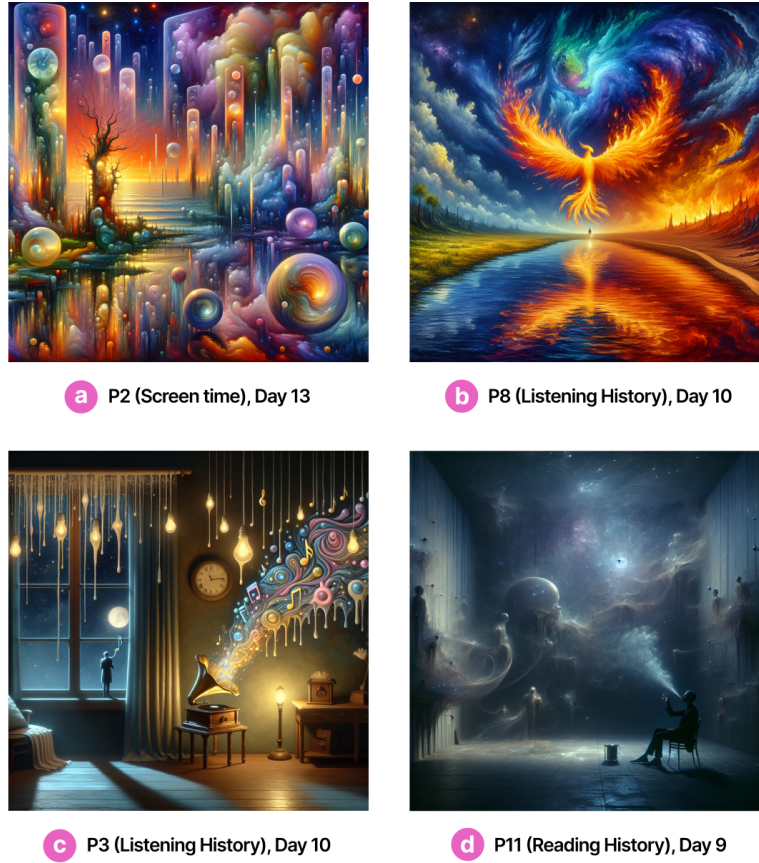 a P2 (Screen time), Day 13
b P8 (Listening History), Day 10
c P3 (Listening History), Day 10
d P11 (Reading History), Day 9